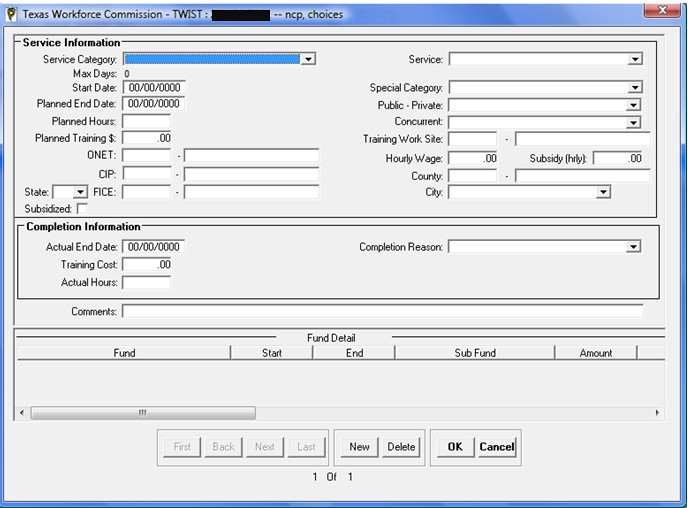 Texas Workforce Commission - TWIST : -- ncp, choices
Service Information
Service Category: Service:
Max Days: 0
Start Date: 00/00/0000 Special Category:
Planned End Date: 00/00/0000 Public - Private:
Planned Hours: Concurrent:
Planned Training $: .00 Training Work Site: -
ONET: - Hourly Wage: .00 Subsidy (hrly): .00
CIP: - County: -
State: FICE: - City:
Subsidized:
Completion Information
Actual End Date: 00/00/0000 Completion Reason:
Training Cost: .00
Actual Hours:
Comments:
Fund Detail
Fund Start End Sub Fund Amount
First Back Next Last New Delete OK Cancel
1 Of 1